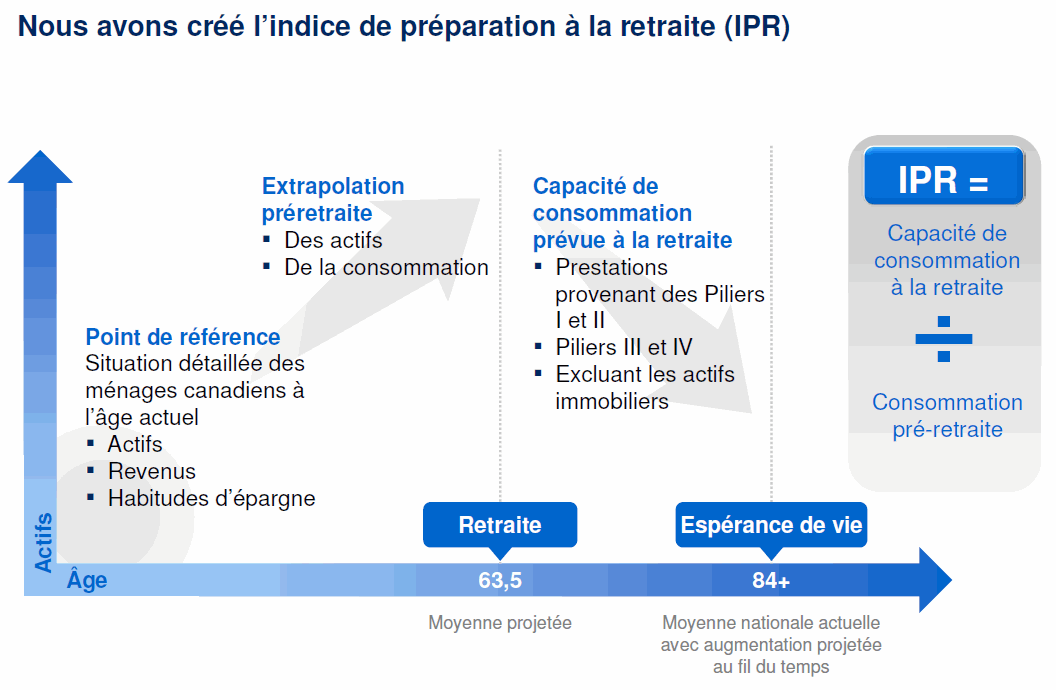 Nous avons créé l'indice de préparation à la retraite (IPR)
Extrapolation
préretraite
▪ Des actifs
▪ De la consommation
Point de référence
Situation détaillée des
ménages canadiens à
l'âge actuel
▪ Actifs
▪ Revenus
▪ Habitudes d'épargne
Capacité de
consommation
prévue à la retraite
▪ Prestations
provenant des Piliers
I et II
▪ Piliers III et IV
▪ Excluant les actifs
immobiliers
IPR =
Capacité de
consommation
à la retraite
÷
Consommation
pré-retraite
Actifs
Âge
Retraite
63,5
Moyenne projetée
Espérance de vie
84+
Moyenne nationale actuelle
avec augmentation projetée
au fil du temps